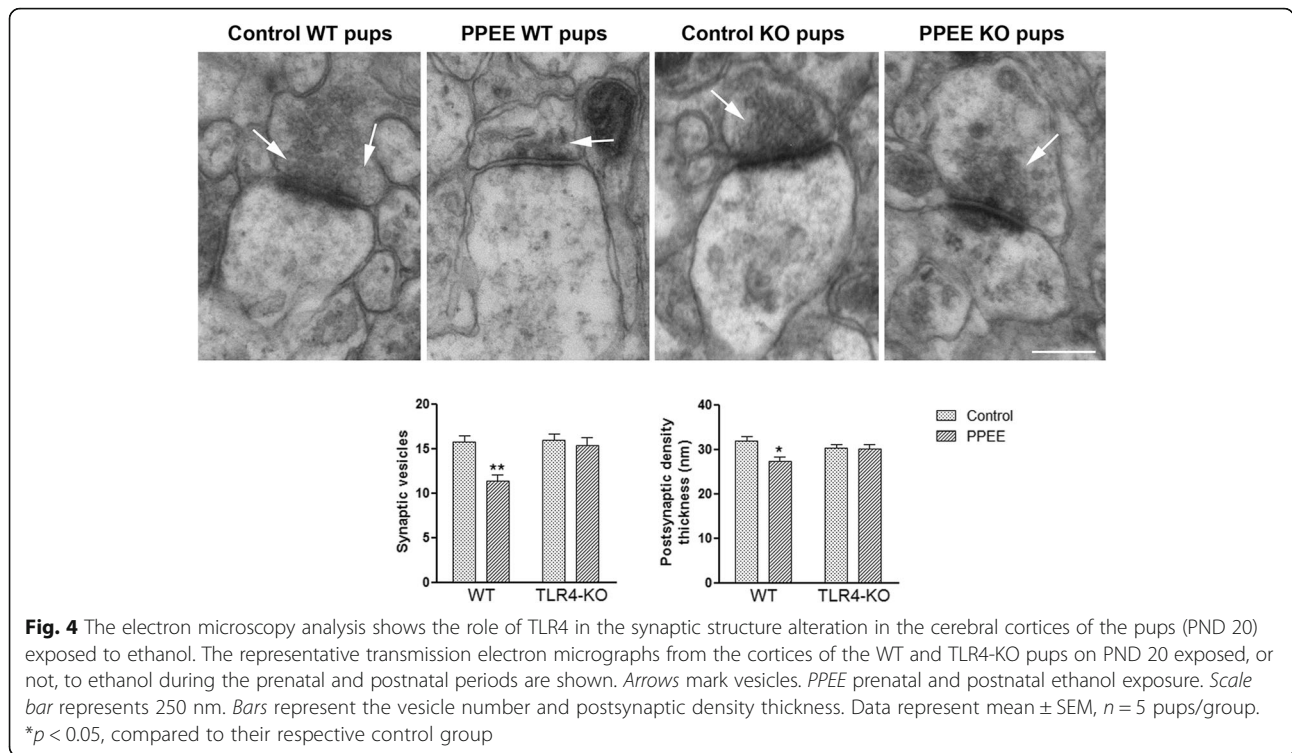 Control WT pups PPEE WT pups Control KO pups PPEE KO pups
20
15
10
5
0
Synaptic vesicles
**
WT TLR4-KO
40
30
20
10
0
Postsynaptic density
thickness (nm)
*
WT TLR4-KO
Control
PPEE
Fig. 4 The electron microscopy analysis shows the role of TLR4 in the synaptic structure alteration in the cerebral cortices of the pups (PND 20)
exposed to ethanol. The representative transmission electron micrographs from the cortices of the WT and TLR4-KO pups on PND 20 exposed, or
not, to ethanol during the prenatal and postnatal periods are shown. Arrows mark vesicles. PPEE prenatal and postnatal ethanol exposure. Scale
bar represents 250 nm. Bars represent the vesicle number and postsynaptic density thickness. Data represent mean ± SEM, n = 5 pups/group.
*p < 0.05, compared to their respective control group